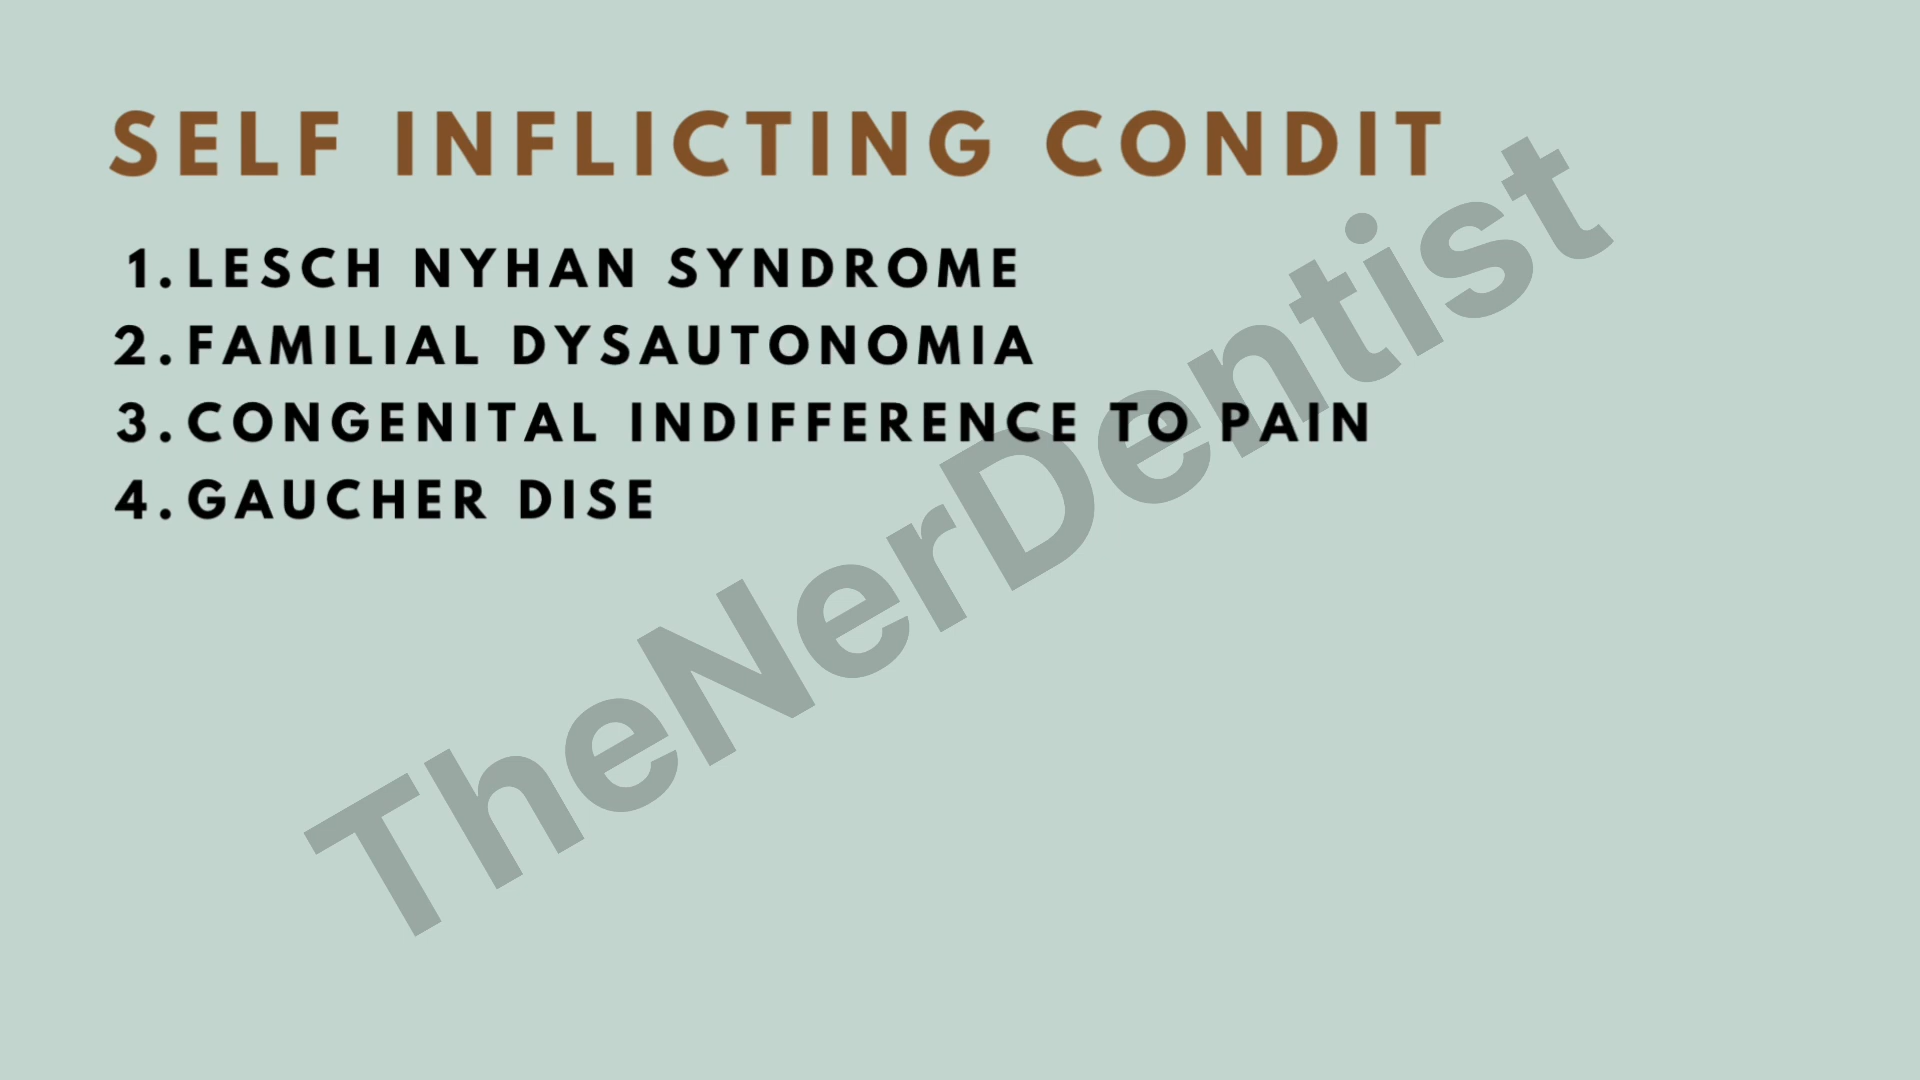 SELF INFLICTING CONDIT
1. LESCH NYHAN SYNDROME
2. FAMILIAL DYSAUTONOMIA
3. CONGENITAL INDIFFERENCE TO PAIN
4. GAUCHER DISE
TheNerDentist